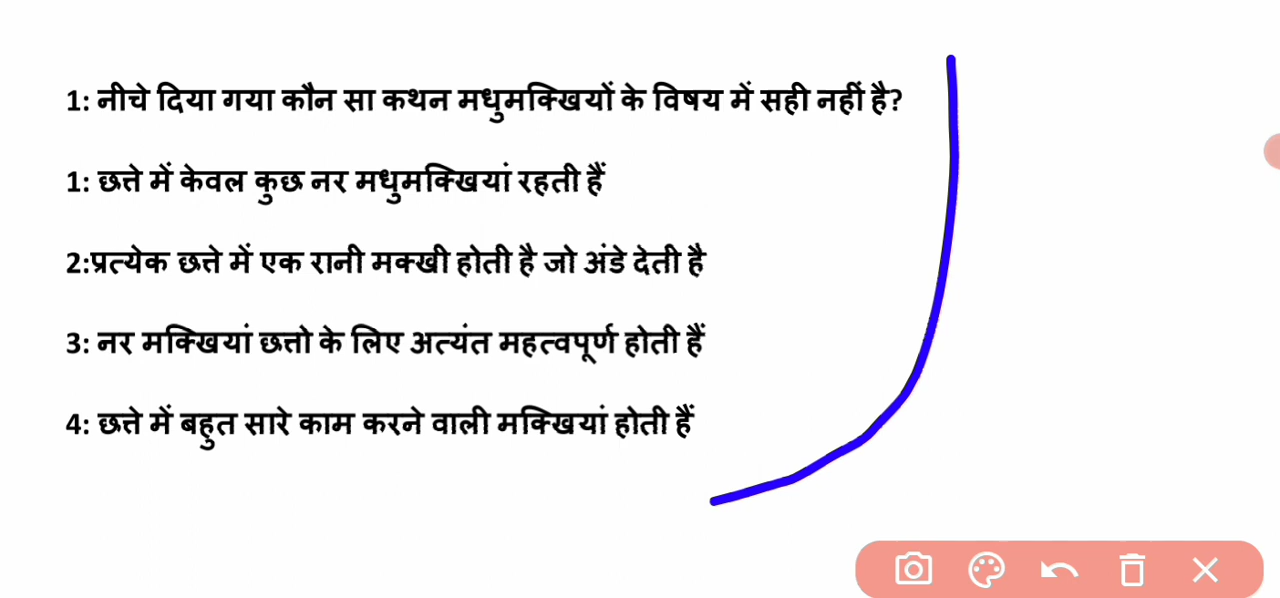 1: नीचे दिया गया कौन सा कथन मधुमक्खियों के विषय में सही नहीं है?
1: छत्ते में केवल कुछ नर मधुमक्खियां रहती हैं
2:प्रत्येक छत्ते में एक रानी मक्खी होती है जो अंडे देती है
3: नर मक्खियां छत्तो के लिए अत्यंत महत्वपूर्ण होती हैं
4: छत्ते में बहुत सारे काम करने वाली मक्खियां होती हैं